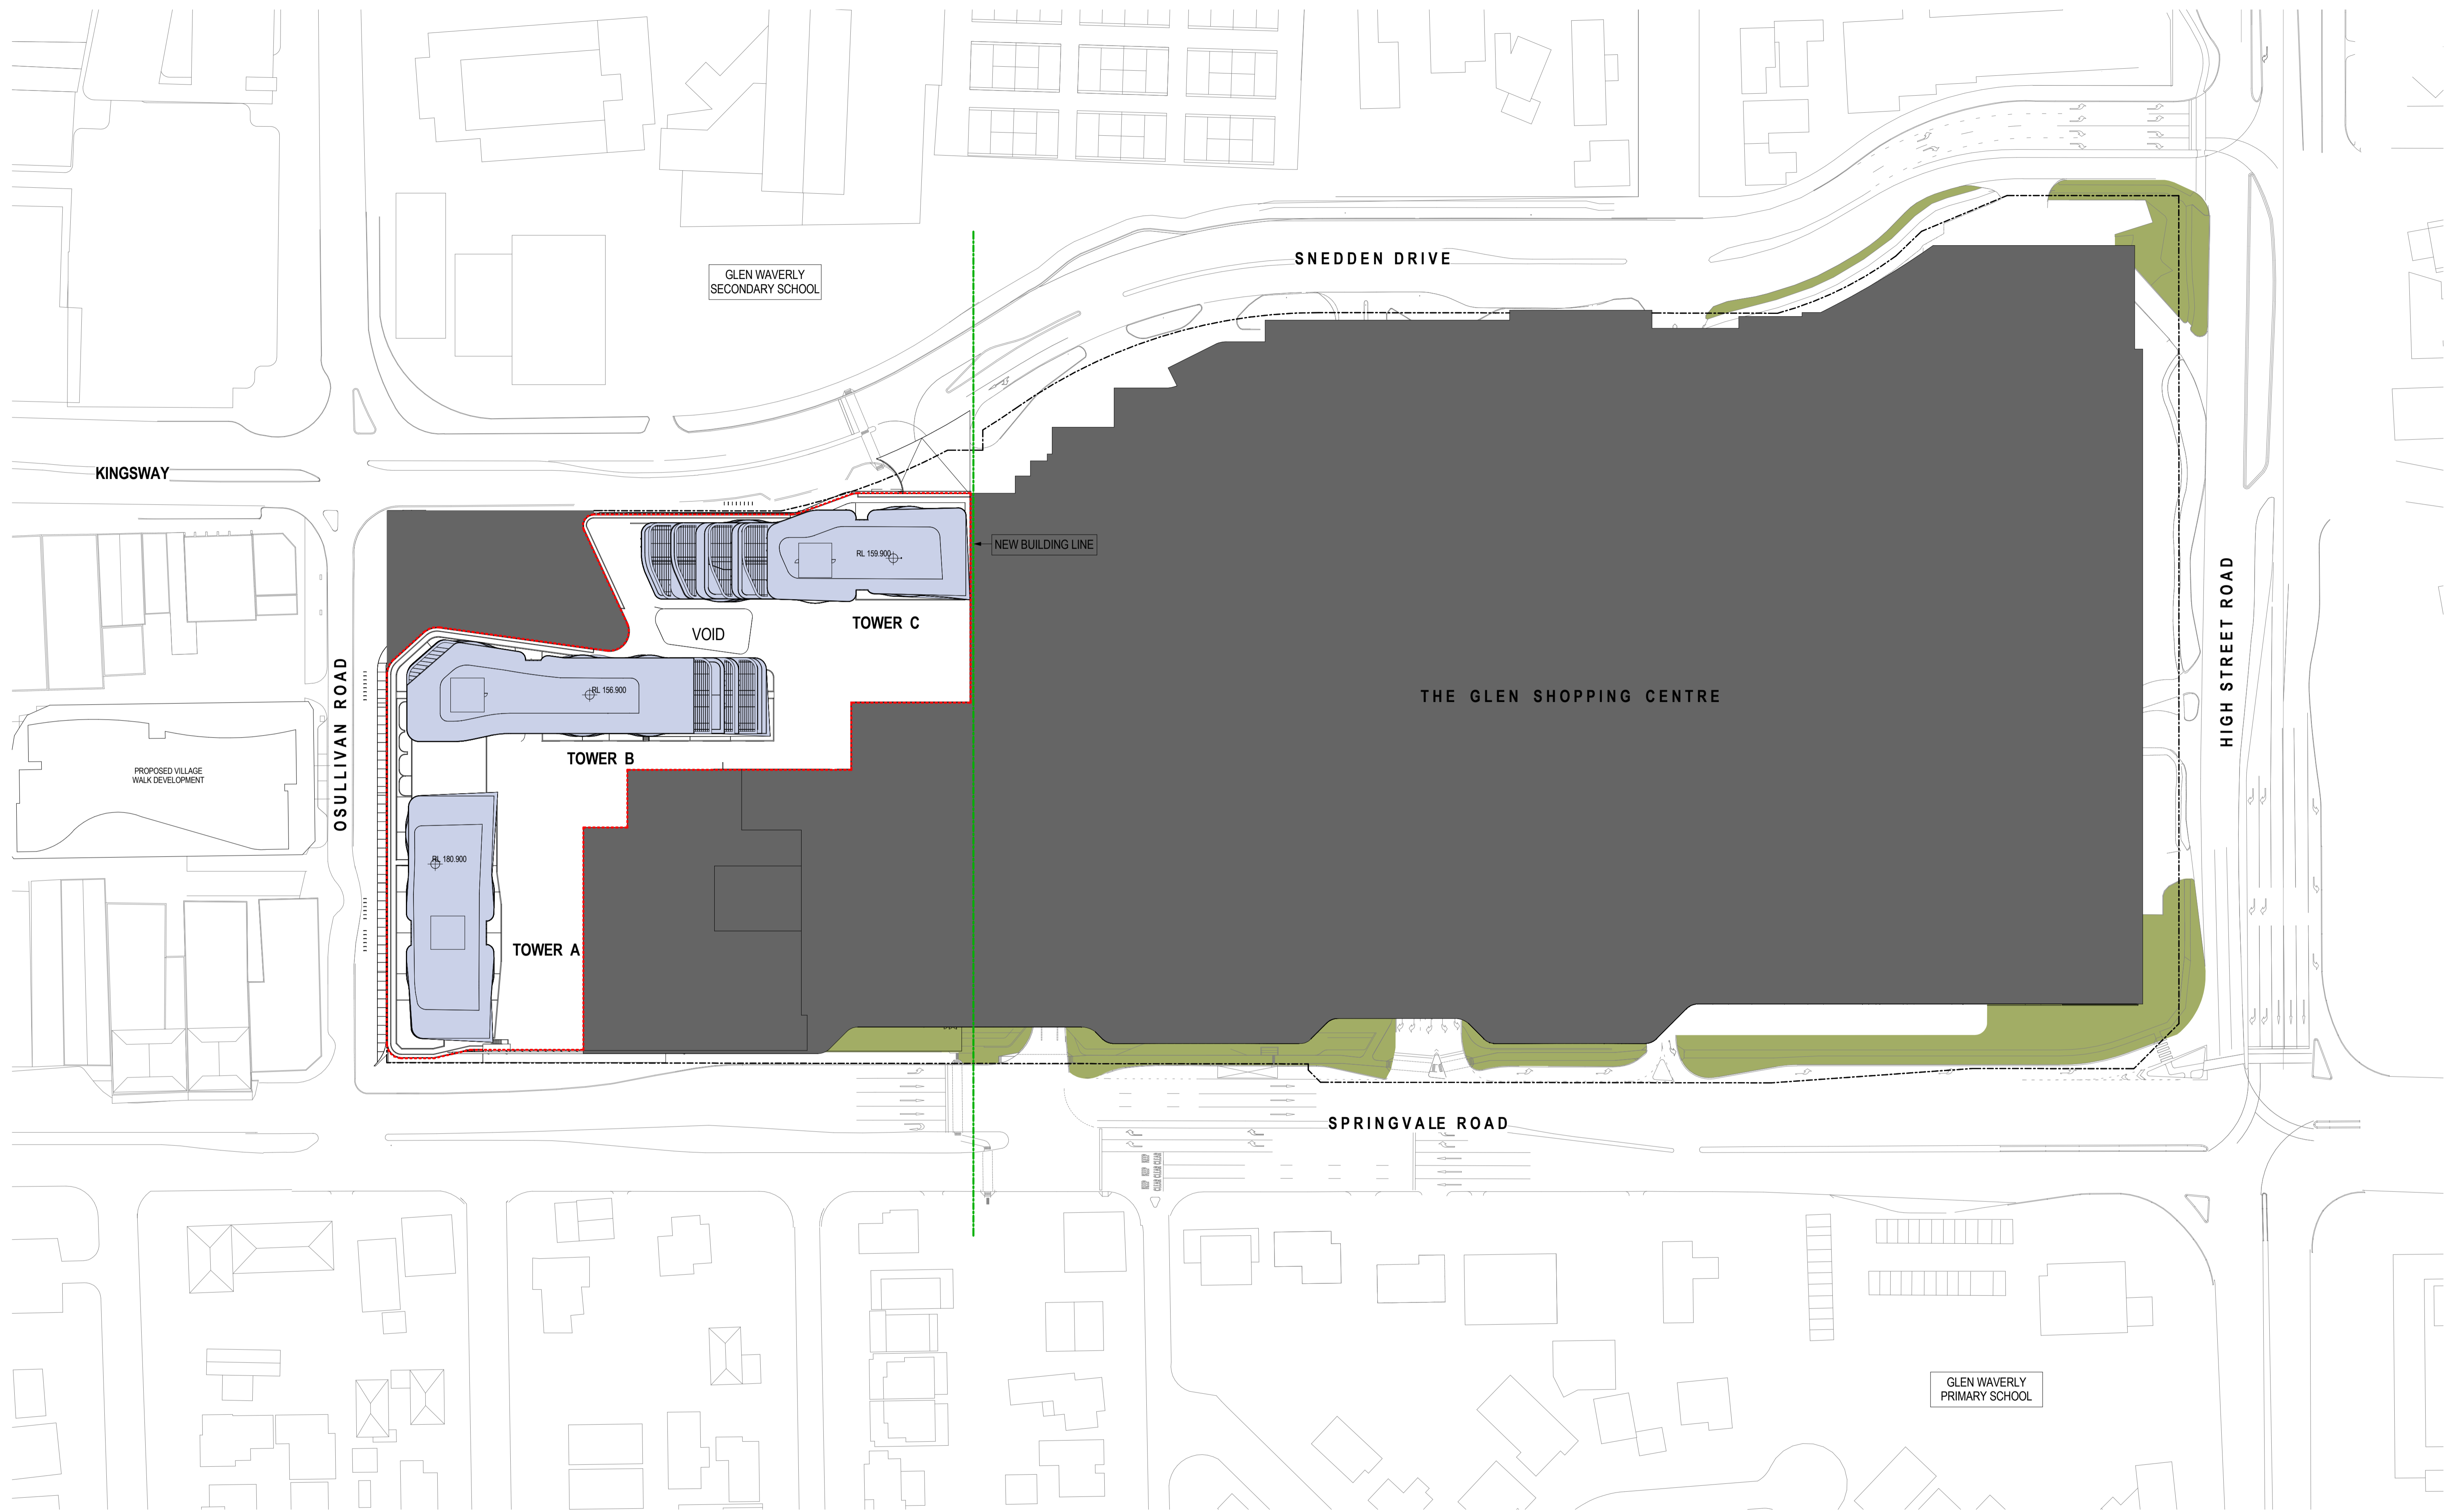 SNEDDEN DRIVE
GLEN WAVERLY
SECONDARY SCHOOL
KINGSWAY
NEW BUILDING LINE
RL 159.900
TOWER C
VOID
RL 156.900
TOWER B
THE GLEN SHOPPING CENTRE
HIGH STREET ROAD
OSULLIVAN ROAD
PROPOSED VILLAGE
WALK DEVELOPMENT
RL 180.900
TOWER A
SPRINGVALE ROAD
GLEN WAVERLY
PRIMARY SCHOOL